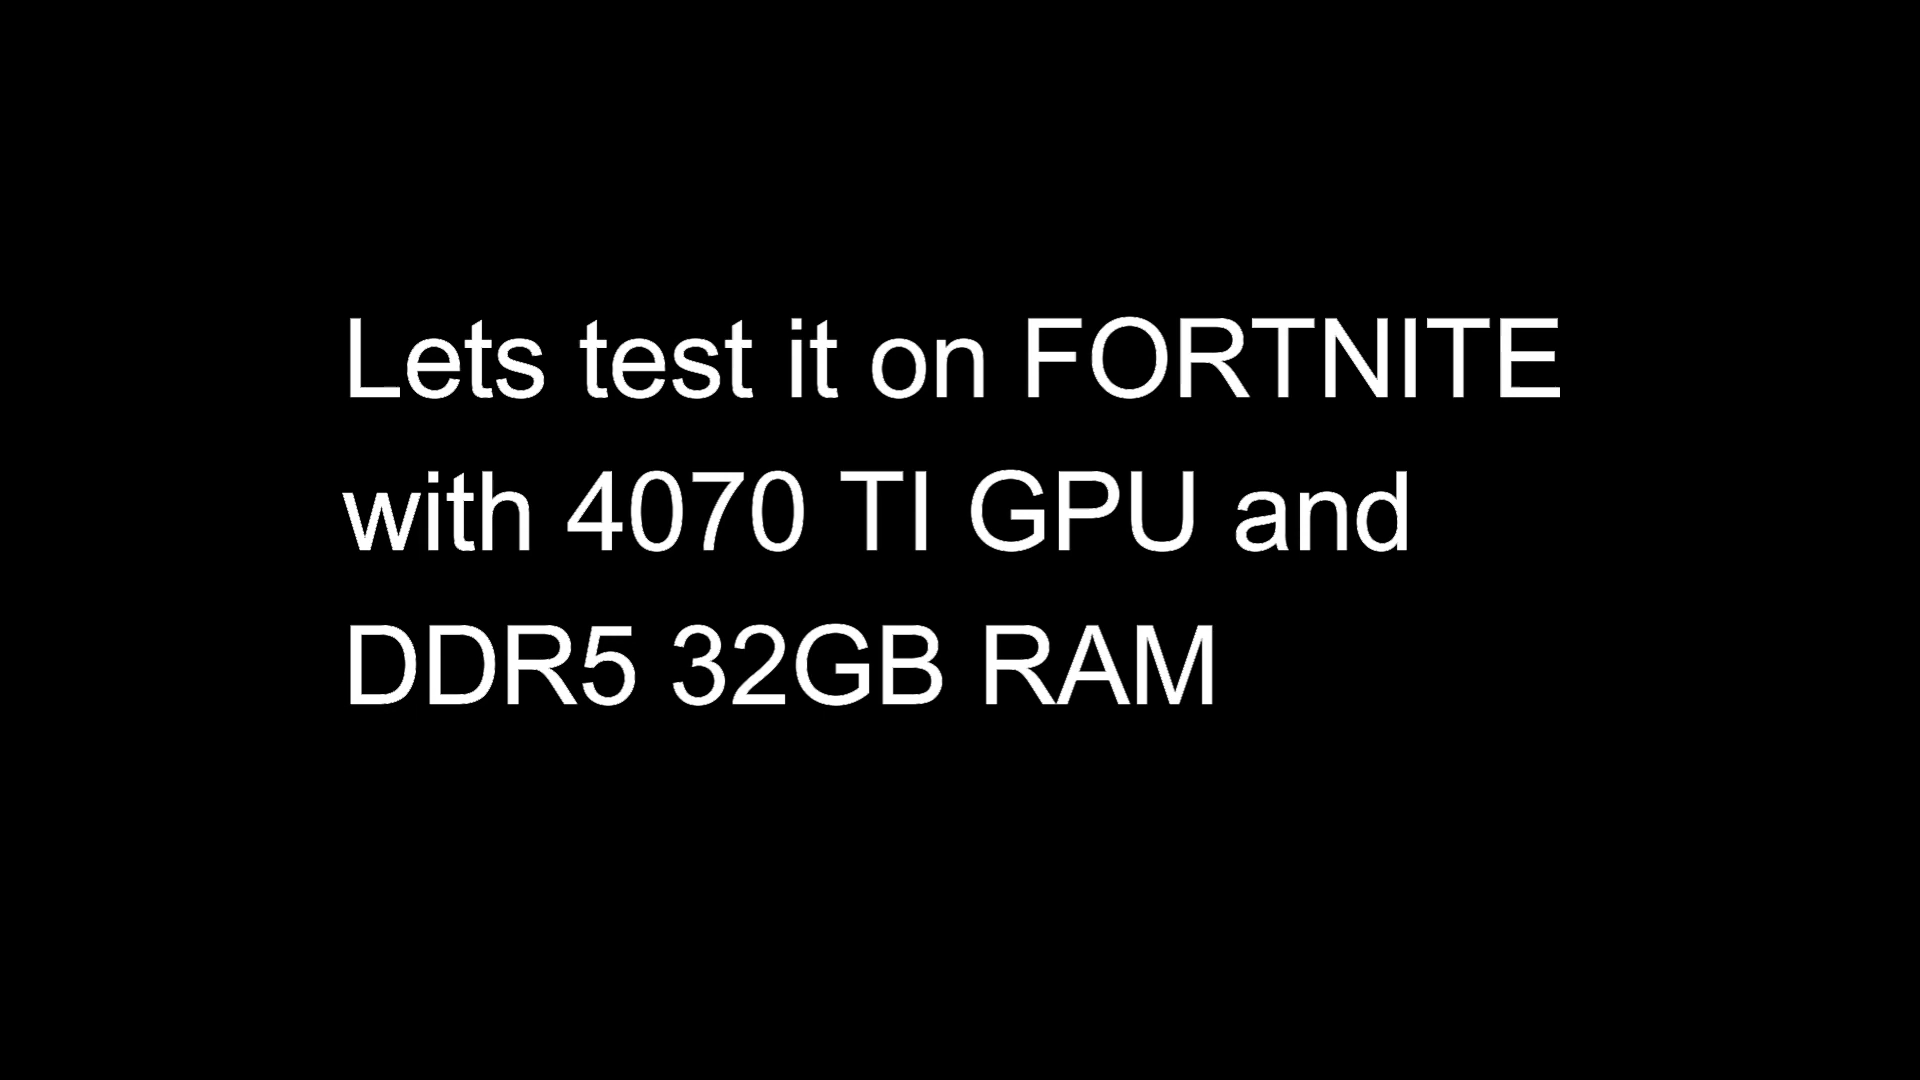 Lets test it on FORTNITE
with 4070 TI GPU and
DDR5 32GB RAM